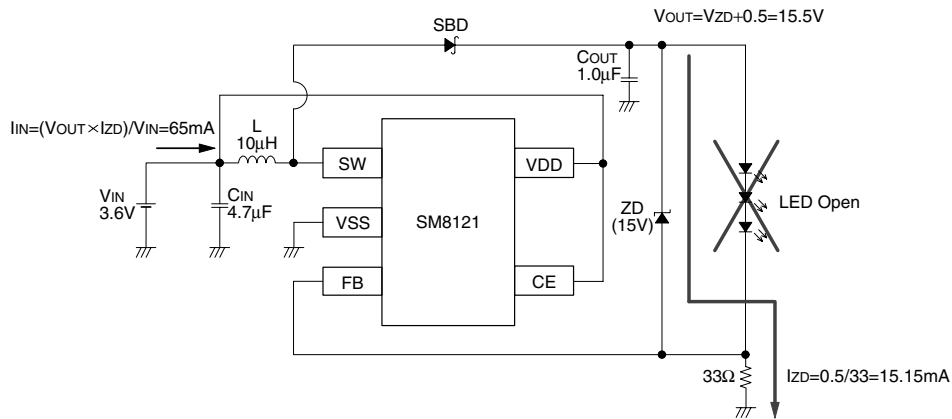 VOUT=VZD+0.5=15.5V
SBD
COUT
1.0μF
IIN=(VOUT×IZD)/VIN=65mA
L
10μH
SW
VDD
VIN
3.6V
CIN
4.7μF
VSS
SM8121
ZD
(15V)
LED Open
FB
CE
33Ω
IZD=0.5/33=15.15mA